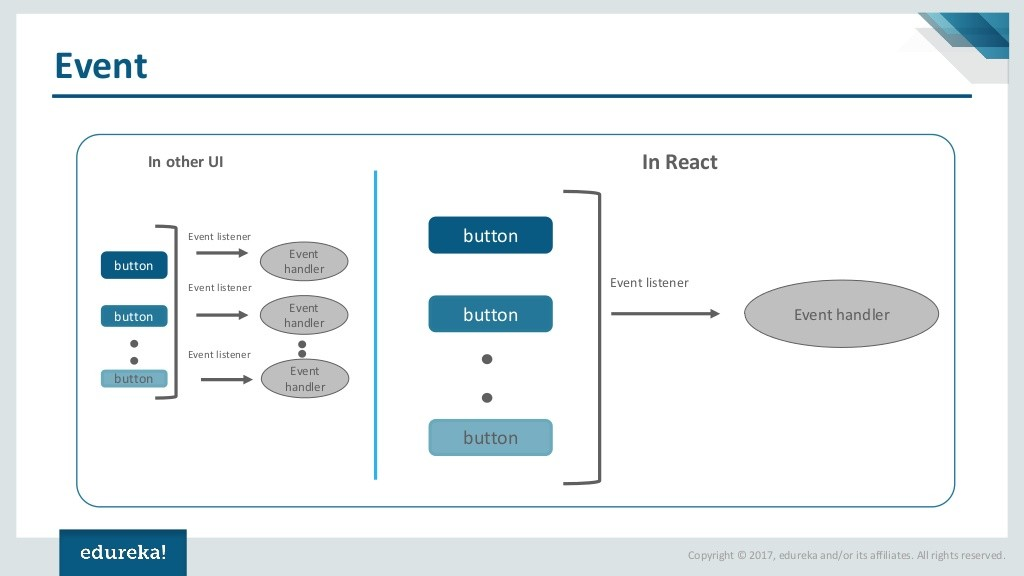 Event
In other UI
Event listener
button
Event
handler
Event listener
button
Event
handler
Event listener
button
Event
handler
In React
button
button
button
Event listener
Event handler
edureka!
Copyright © 2017, edureka and/or its affiliates. All rights reserved.